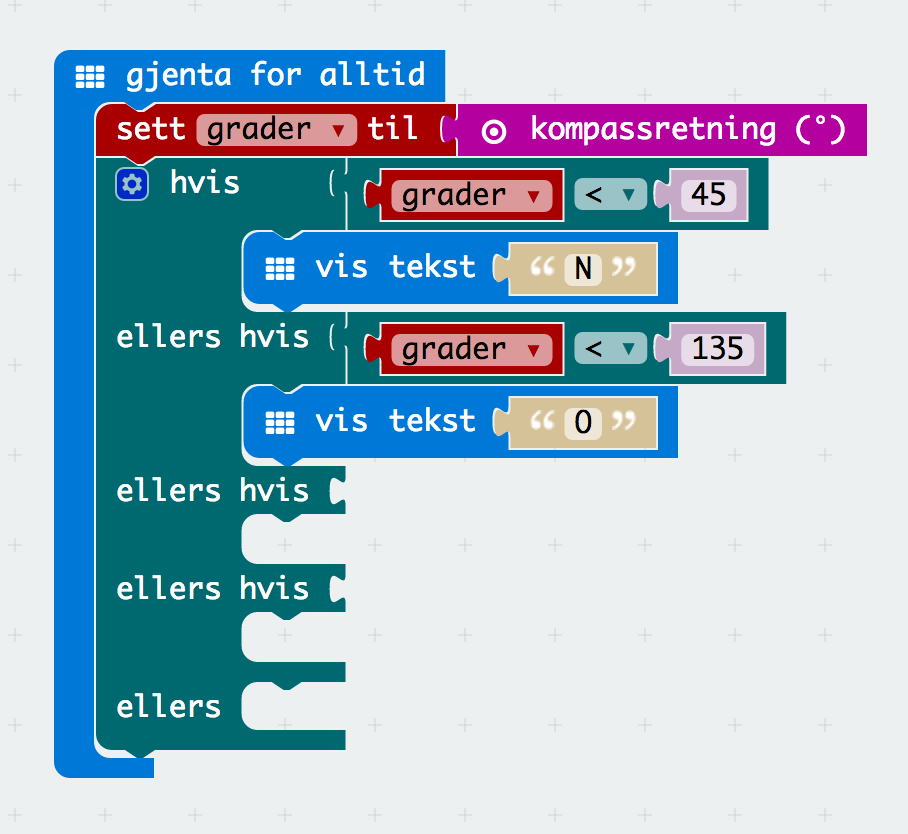 gjenta for alltid
sett grader ▼ til kompassretning (°)
hvis grader ▼ < ▼ 45
vis tekst “ N ”
ellers hvis grader ▼ < ▼ 135
vis tekst “ O ”
ellers hvis
ellers hvis
ellers